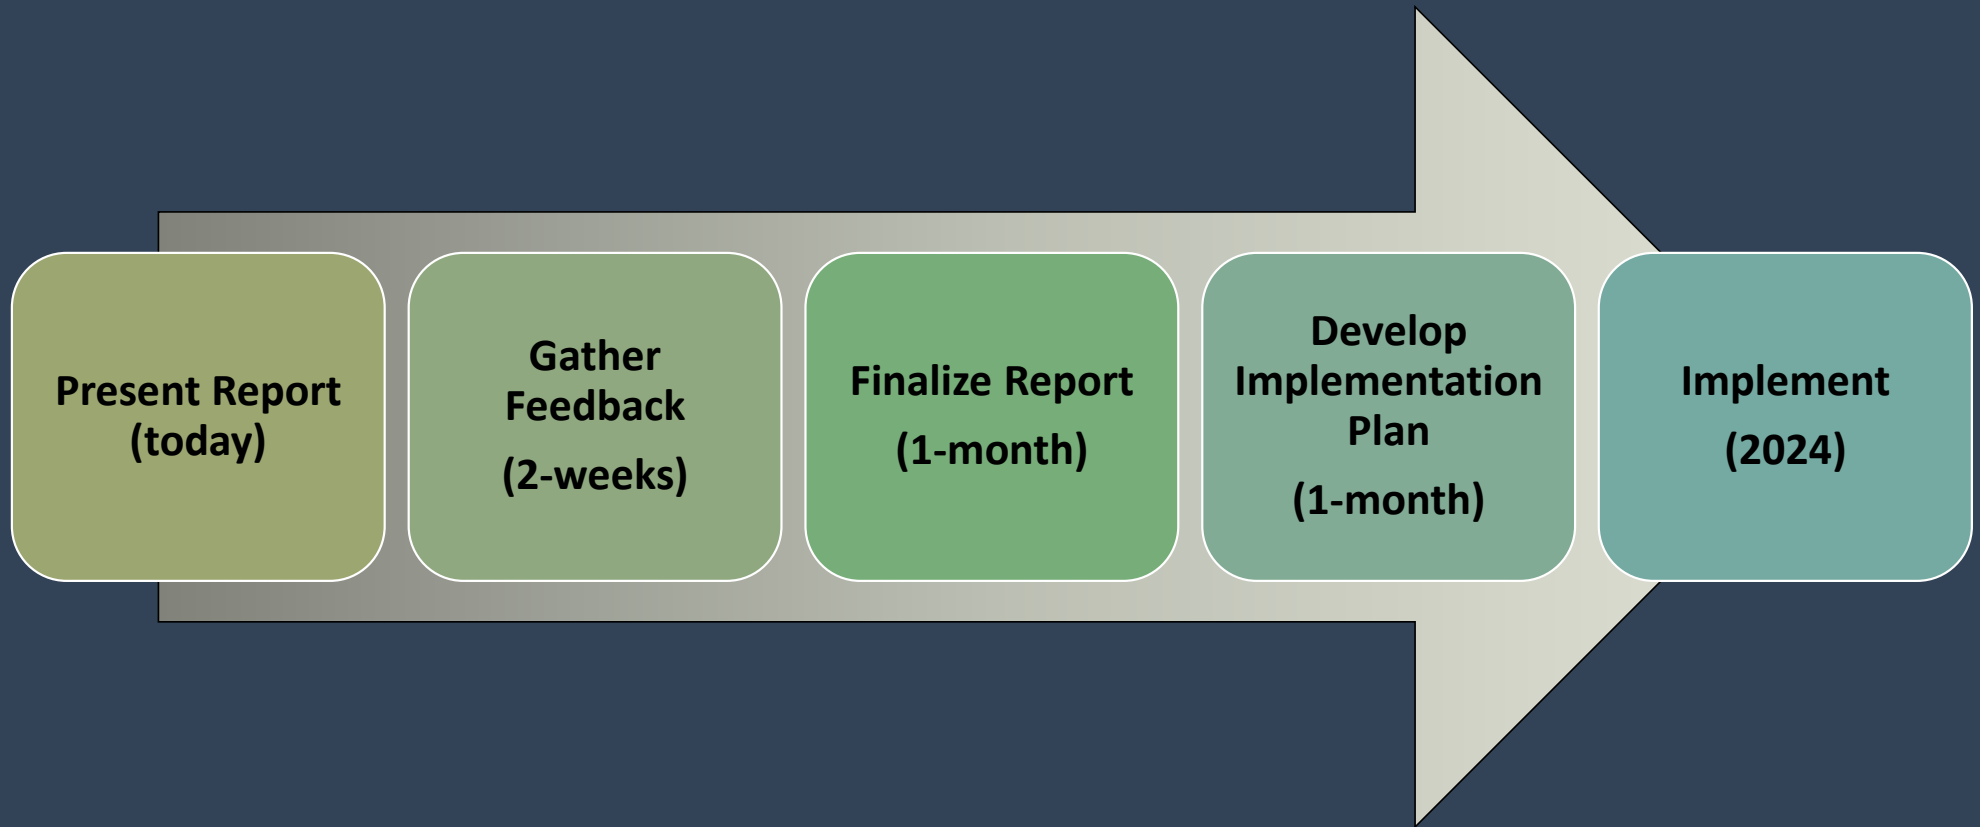 Present Report
(today)
Gather
Feedback
(2-weeks)
Finalize Report
(1-month)
Develop
Implementation
Plan
(1-month)
Implement
(2024)